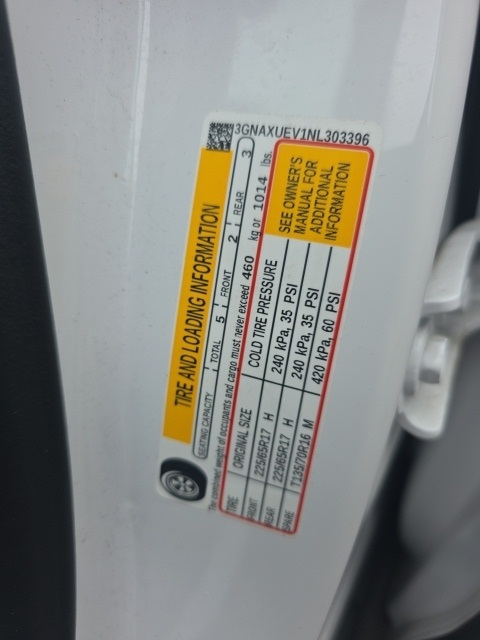 3GNAXUEV1NL303396
TIRE AND LOADING INFORMATION
SEATING CAPACITY TOTAL 5 FRONT 2 REAR 3
The combined weight of occupants and cargo must never exceed 460 kg or 1014 lbs.
TIRE ORIGINAL SIZE COLD TIRE PRESSURE
FRONT 225/65R17 H 240 kPa, 35 PSI
REAR 225/65R17 H 240 kPa, 35 PSI
SPARE T135/70R16 M 420 kPa, 60 PSI
SEE OWNER'S
MANUAL FOR
ADDITIONAL
INFORMATION